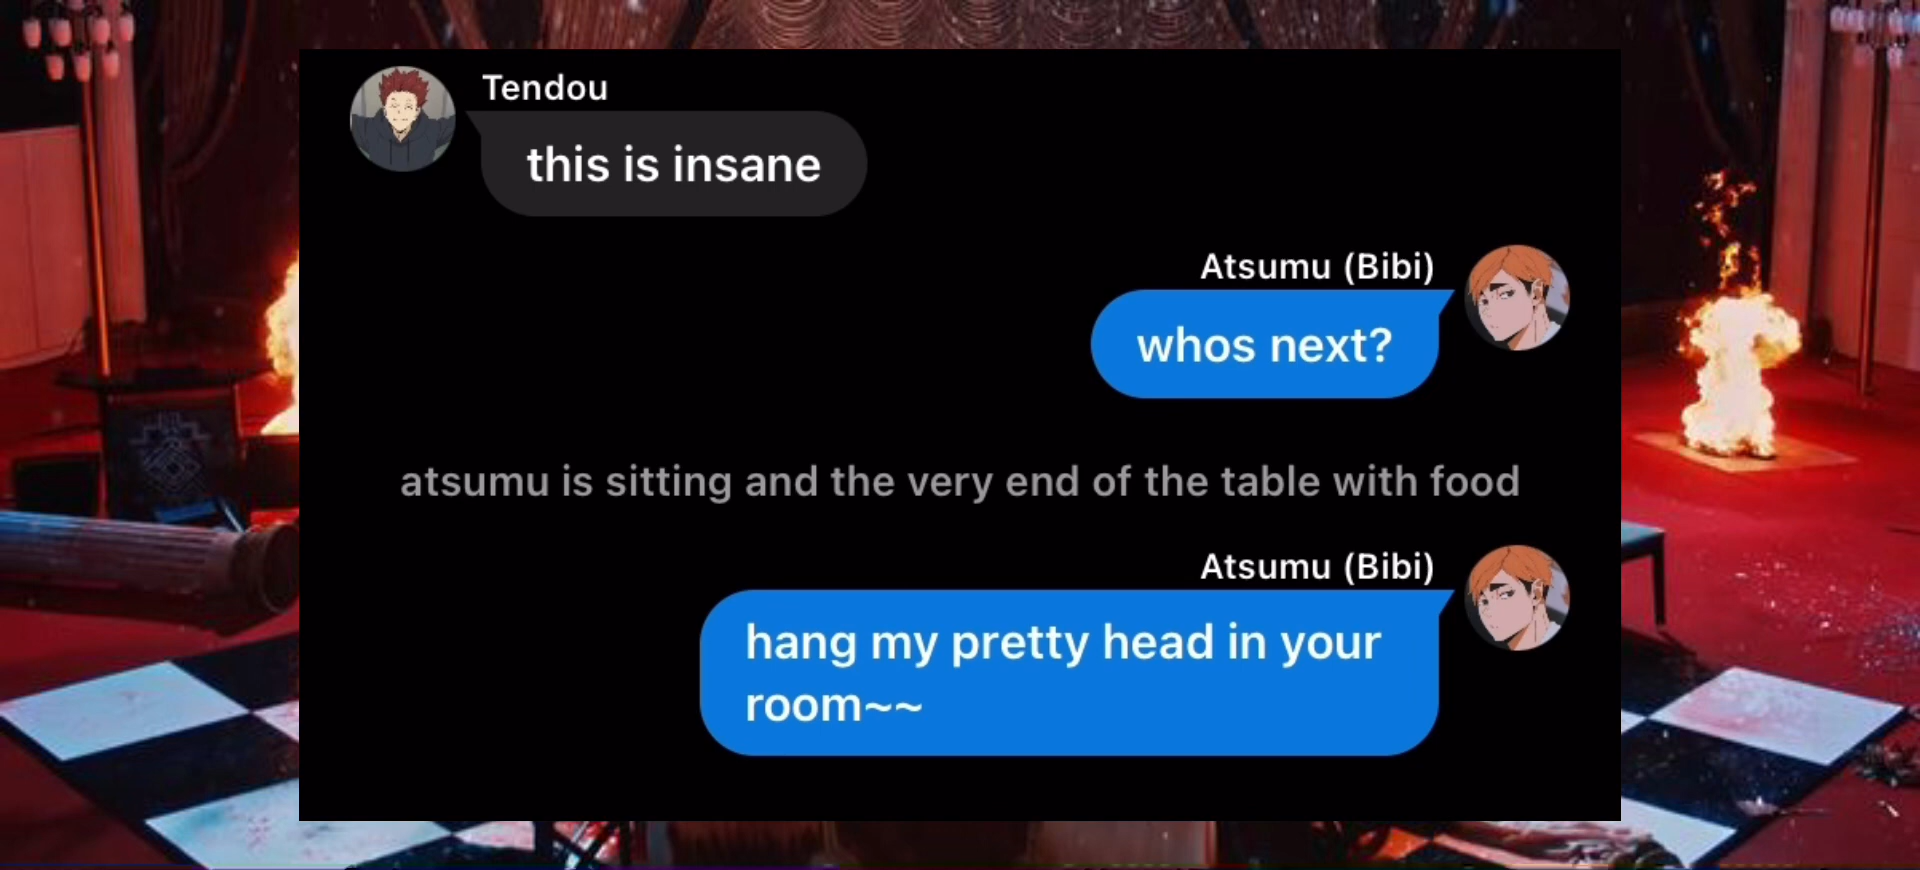 Tendou
this is insane
Atsumu (Bibi)
whos next?
atsumu is sitting and the very end of the table with food
Atsumu (Bibi)
hang my pretty head in your
room~~